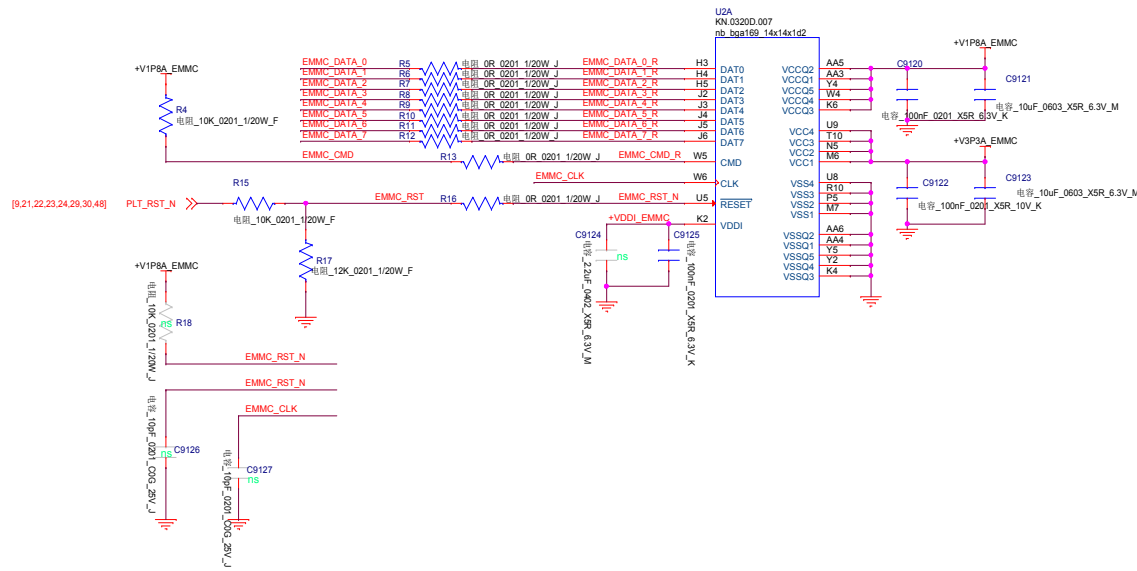 U2A
KN.0320D.007
nb_bga169_14x14x1d2
+V1P8A_EMMC
R4
电阻_10K_0201_1/20W_F
EMMC_DATA_0
R5
电阻_0R_0201_1/20W_J
EMMC_DATA_0_R
H3
DAT0
EMMC_DATA_1
R6
电阻_0R_0201_1/20W_J
EMMC_DATA_1_R
H4
DAT1
EMMC_DATA_2
R7
电阻_0R_0201_1/20W_J
EMMC_DATA_2_R
H5
DAT2
EMMC_DATA_3
R8
电阻_0R_0201_1/20W_J
EMMC_DATA_3_R
J2
DAT3
EMMC_DATA_4
R9
电阻_0R_0201_1/20W_J
EMMC_DATA_4_R
J3
DAT4
EMMC_DATA_5
R10
电阻_0R_0201_1/20W_J
EMMC_DATA_5_R
J4
DAT5
EMMC_DATA_6
R11
电阻_0R_0201_1/20W_J
EMMC_DATA_6_R
J5
DAT6
EMMC_DATA_7
R12
电阻_0R_0201_1/20W_J
EMMC_DATA_7_R
J6
DAT7
EMMC_CMD
R13
电阻_0R_0201_1/20W_J
EMMC_CMD_R
W5
CMD
EMMC_CLK
W6
CLK
[9,21,22,23,24,29,30,48]
PLT_RST_N
R15
电阻_10K_0201_1/20W_F
EMMC_RST
R16
电阻_0R_0201_1/20W_J
EMMC_RST_N
U5
RESET
R17
电阻_12K_0201_1/20W_F
+VDDI_EMMC
K2
VDDI
C9124
ns
电容_2.2uF_0402_X5R_6.3V_M
C9125
电容_100nF_0201_X5R_6.3V_K
VCCQ2
AA5
VCCQ1
AA3
VCCQ5
Y4
VCCQ4
W4
VCCQ3
K6
VCC4
U9
VCC3
T10
VCC2
N5
VCC1
M6
VSS4
U8
VSS3
R10
VSS2
P5
VSS1
M7
VSSQ2
AA6
VSSQ1
AA4
VSSQ5
Y5
VSSQ4
Y2
VSSQ3
K4
+V1P8A_EMMC
C9120
电容_100nF_0201_X5R_6.3V_K
C9121
电容_10uF_0603_X5R_6.3V_M
+V3P3A_EMMC
C9122
电容_100nF_0201_X5R_10V_K
C9123
电容_10uF_0603_X5R_6.3V_M
+V1P8A_EMMC
R18
ns
电阻_10K_0201_1/20W_J
EMMC_RST_N
EMMC_RST_N
C9126
ns
电容_10pF_0201_C0G_25V_J
EMMC_CLK
C9127
ns
电容_10pF_0201_C0G_25V_J